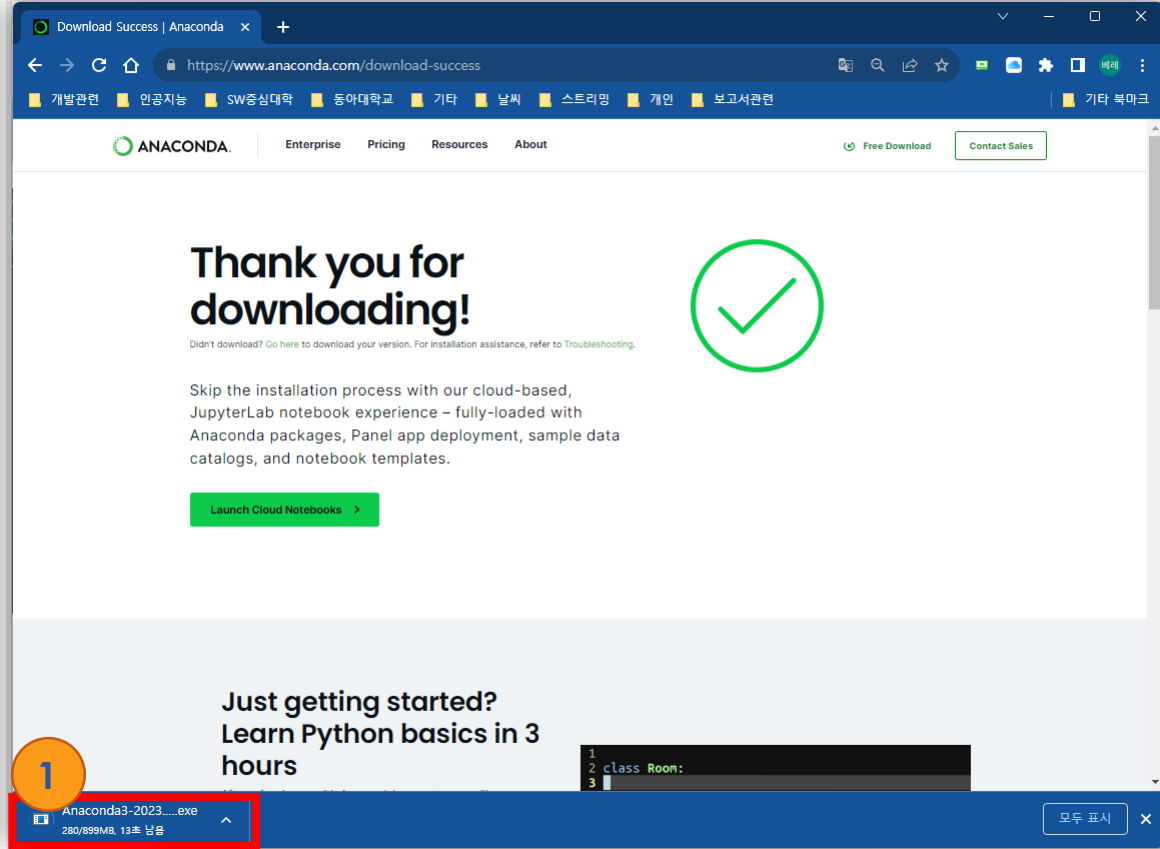 Download Success | Anaconda
https://www.anaconda.com/download-success
베레
개발관련 인공지능 SW중심대학 동아대학교 기타 날씨 스트리밍 개인 보고서관련 기타 북마크
ANACONDA. Enterprise Pricing Resources About Free Download Contact Sales
Thank you for
downloading!
Didn't download? Go here to download your version. For installation assistance, refer to Troubleshooting.
Skip the installation process with our cloud-based,
JupyterLab notebook experience – fully-loaded with
Anaconda packages, Panel app deployment, sample data
catalogs, and notebook templates.
Launch Cloud Notebooks
Just getting started?
Learn Python basics in 3
hours
1
2 class Room:
3
1
Anaconda3-2023.....exe
280/899MB, 13초 남음
모두 표시